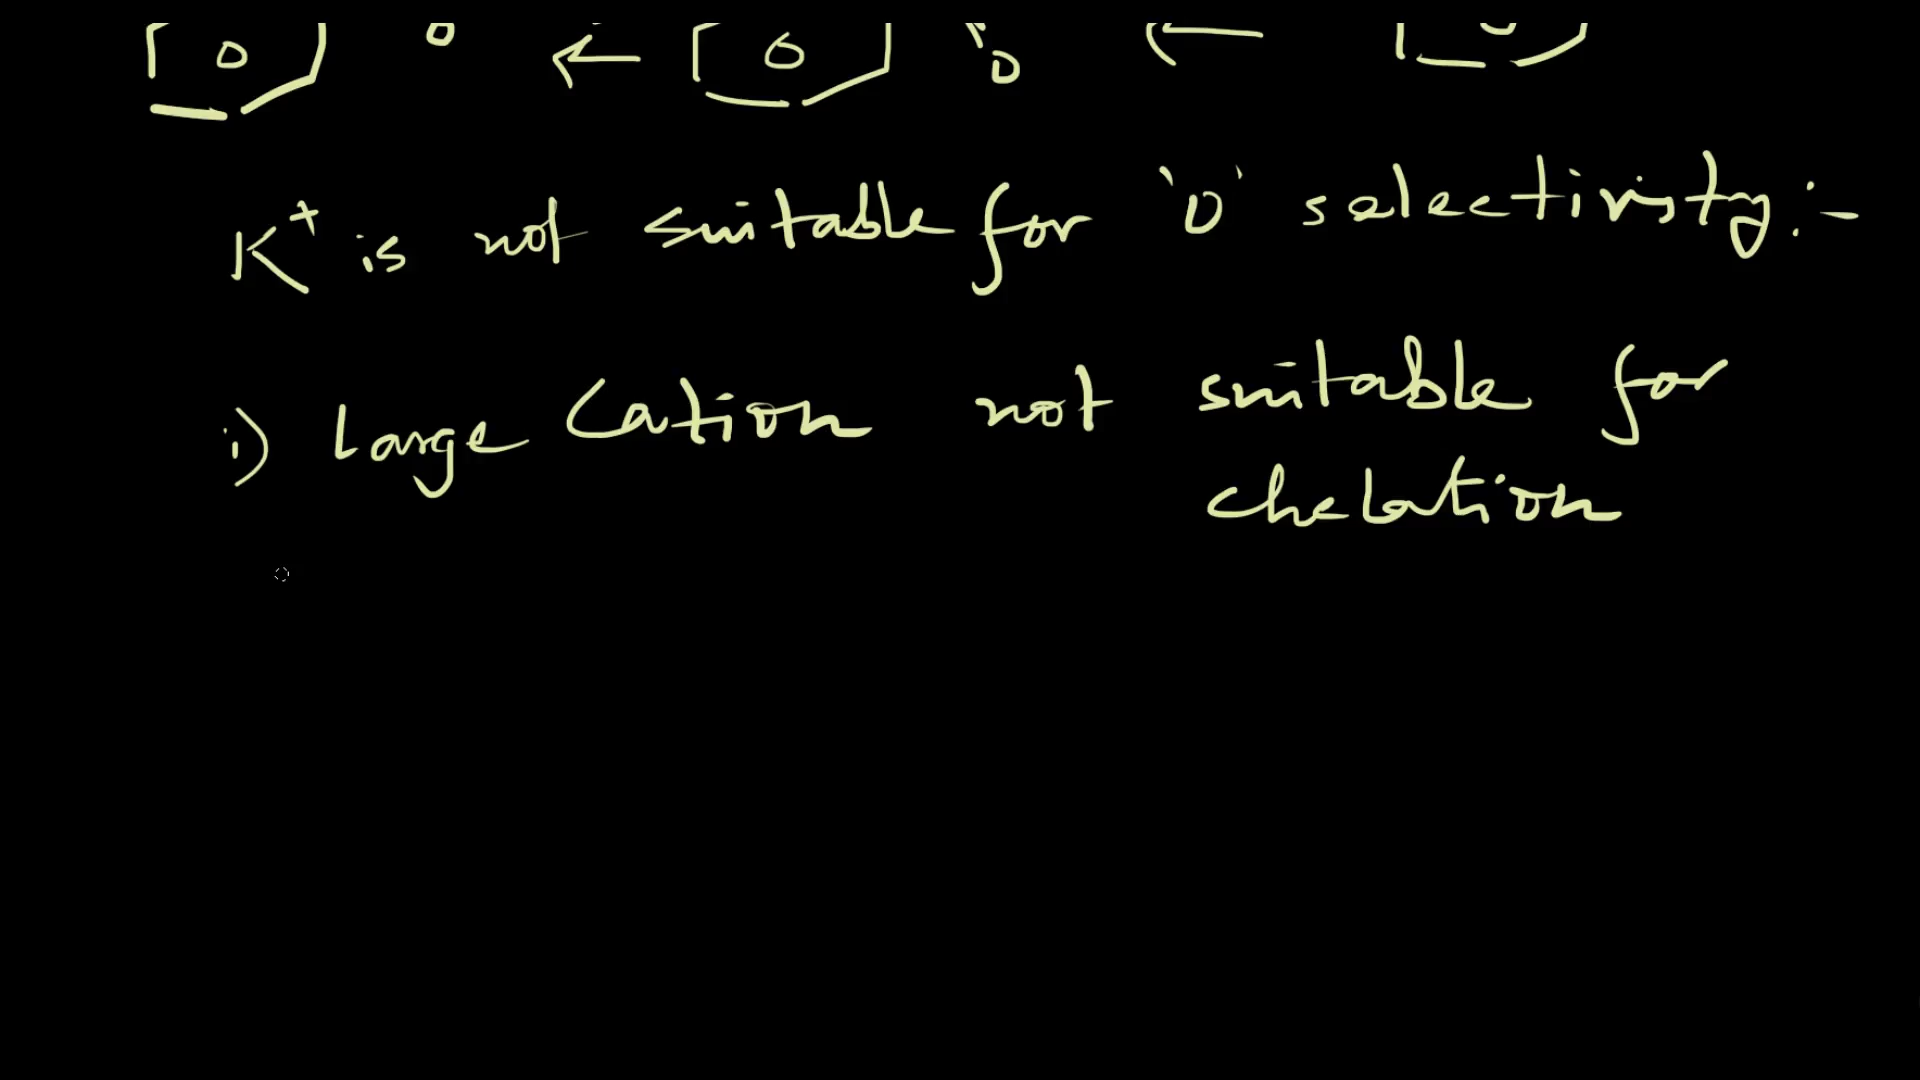 K⁺ is not suitable for 'o' selectivisty :-
i) Large Cation not suitable for
chelation